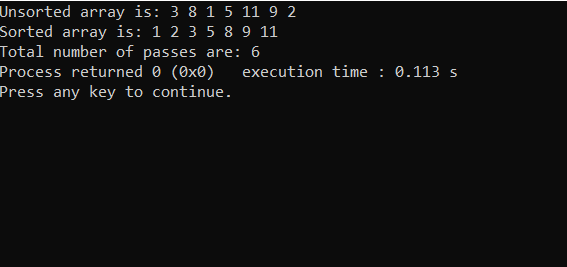 Unsorted array is: 3 8 1 5 11 9 2
Sorted array is: 1 2 3 5 8 9 11
Total number of passes are: 6
Process returned 0 (0x0)   execution time : 0.113 s
Press any key to continue.